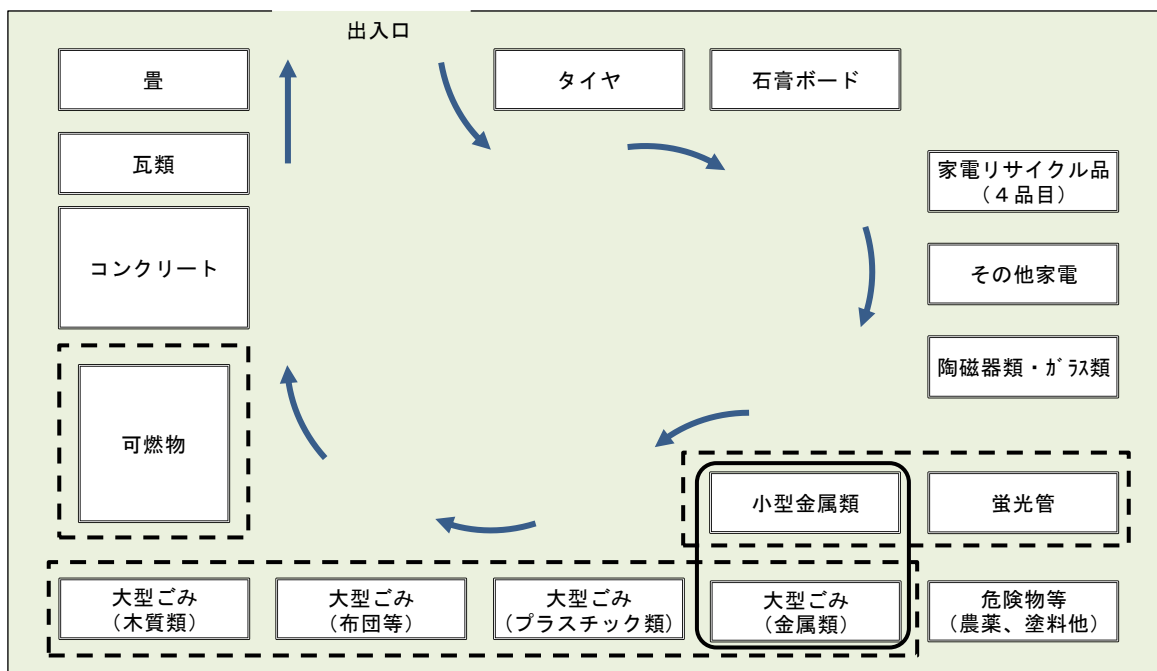 出入口
畳
タイヤ
石膏ボード
瓦類
家電リサイクル品
（４品目）
コンクリート
その他家電
陶磁器類・ｶﾞﾗｽ類
可燃物
小型金属類
蛍光管
大型ごみ
（木質類）
大型ごみ
（布団等）
大型ごみ
（プラスチック類）
大型ごみ
（金属類）
危険物等
（農薬、塗料他）